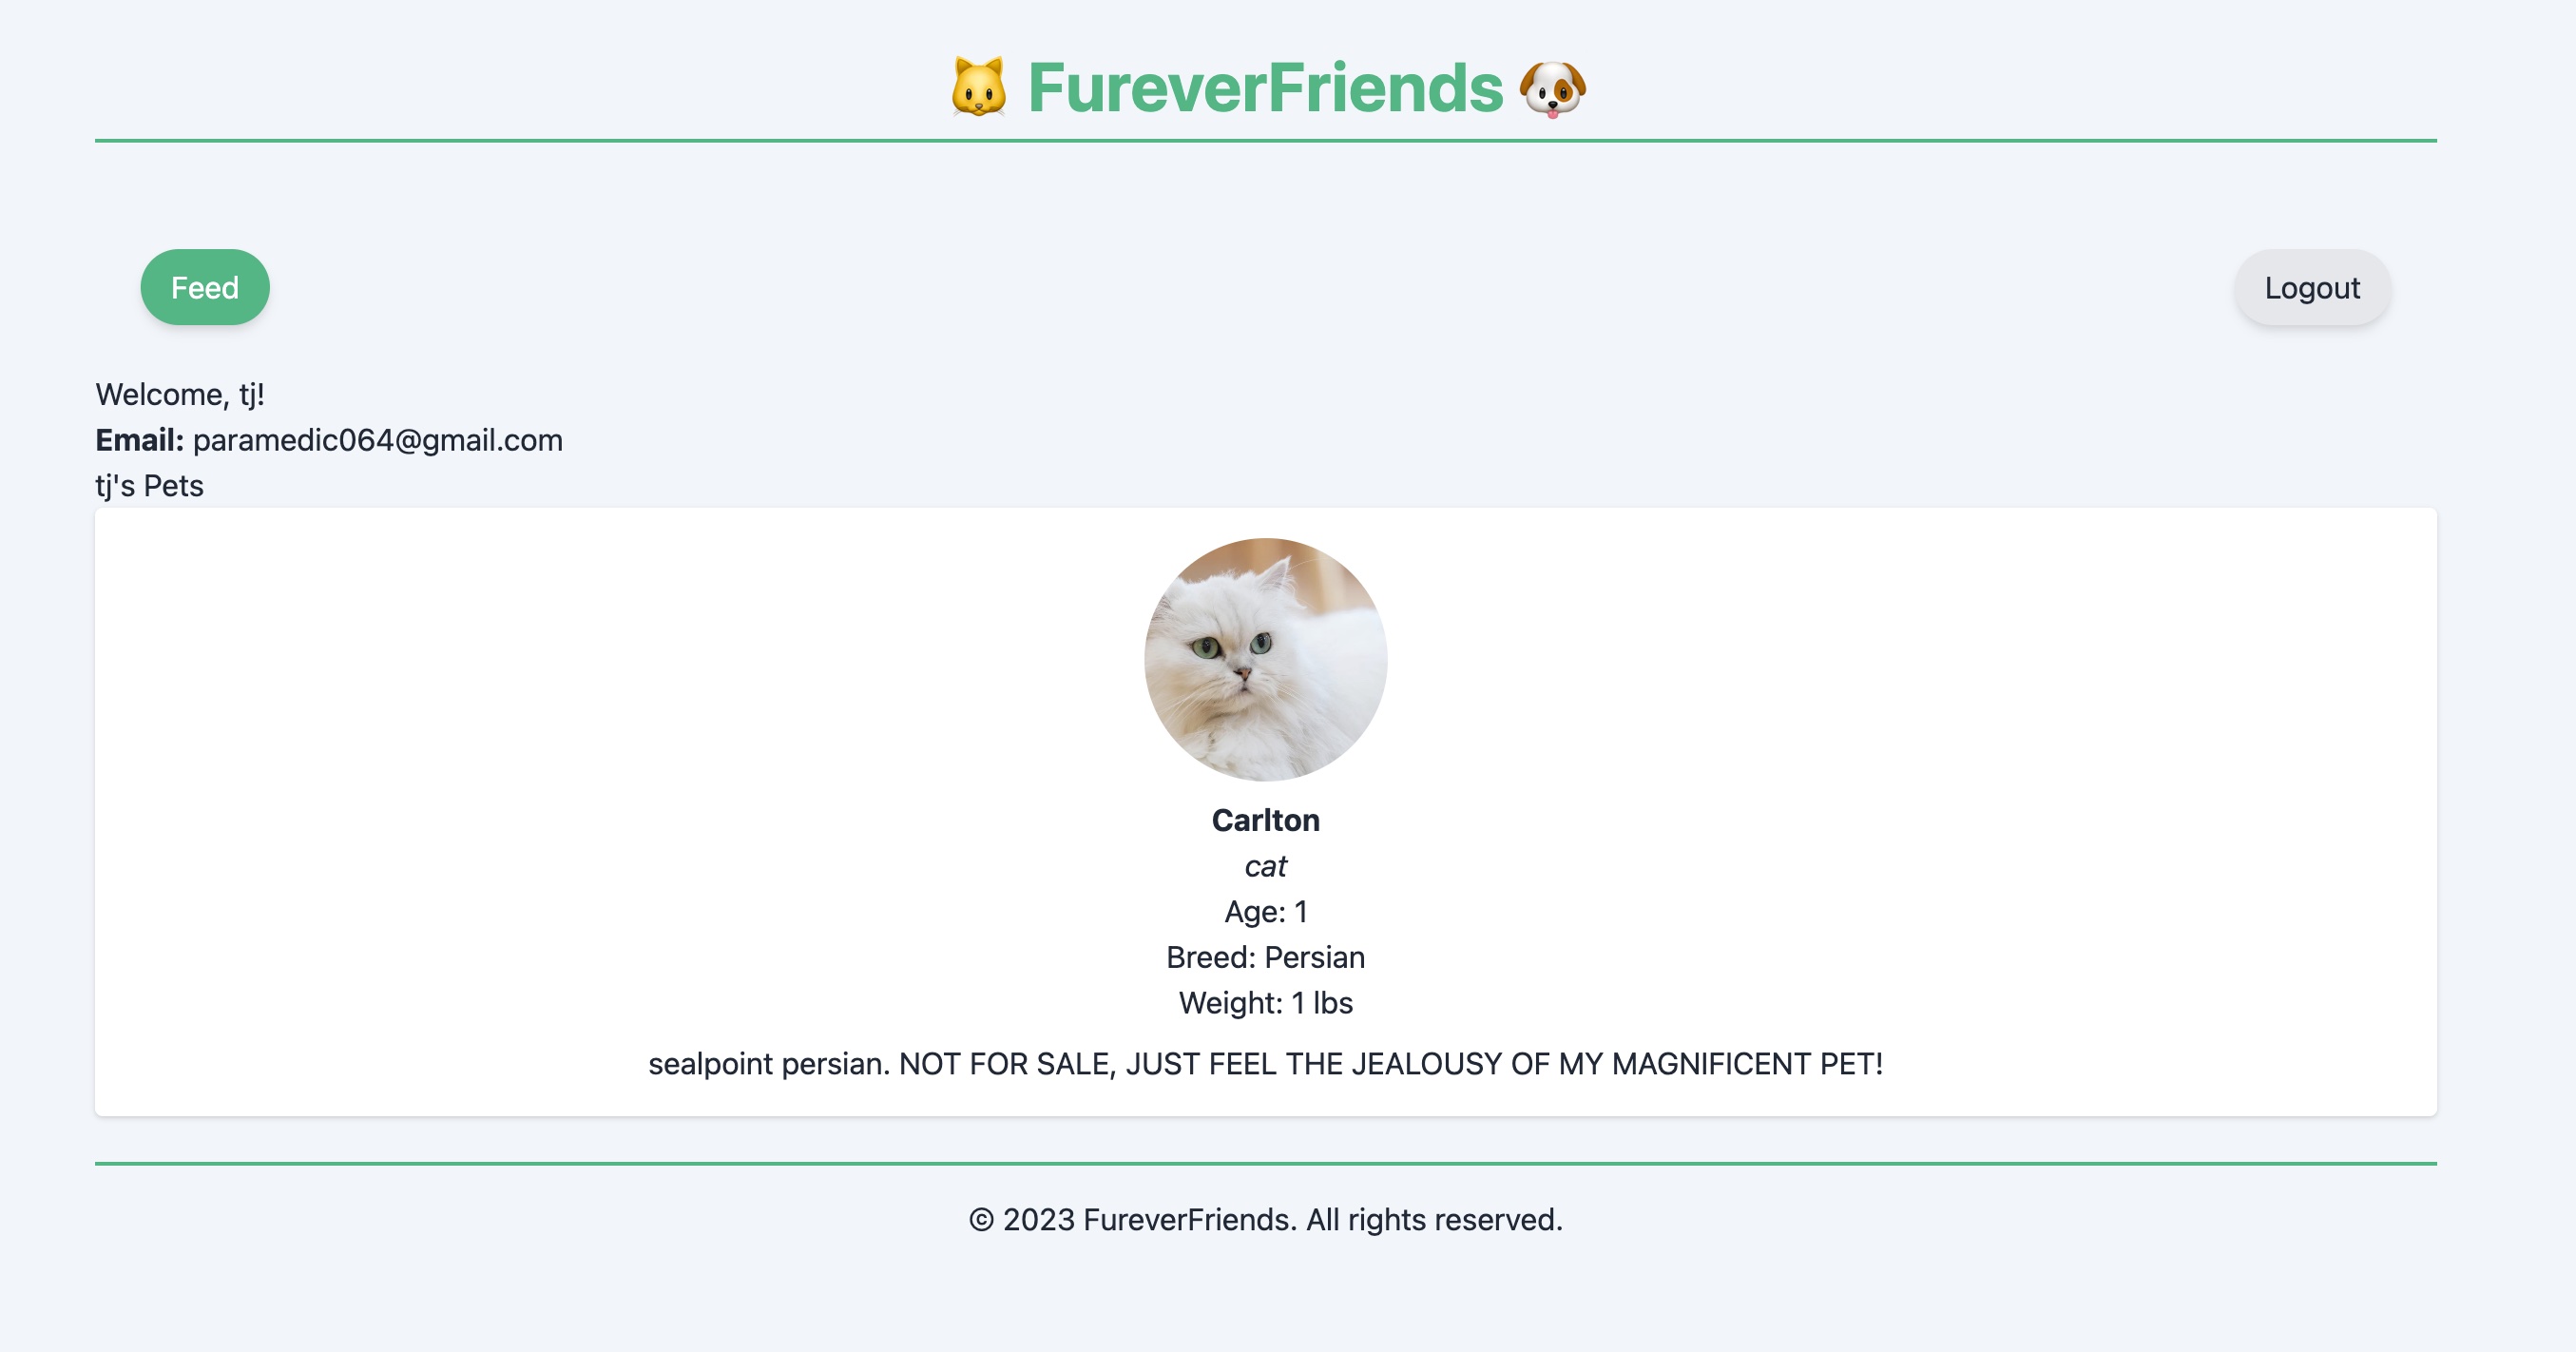 🐱 FureverFriends 🐶
Feed
Logout
Welcome, tj!
Email: paramedic064@gmail.com
tj's Pets
Carlton
cat
Age: 1
Breed: Persian
Weight: 1 lbs
sealpoint persian. NOT FOR SALE, JUST FEEL THE JEALOUSY OF MY MAGNIFICENT PET!
© 2023 FureverFriends. All rights reserved.